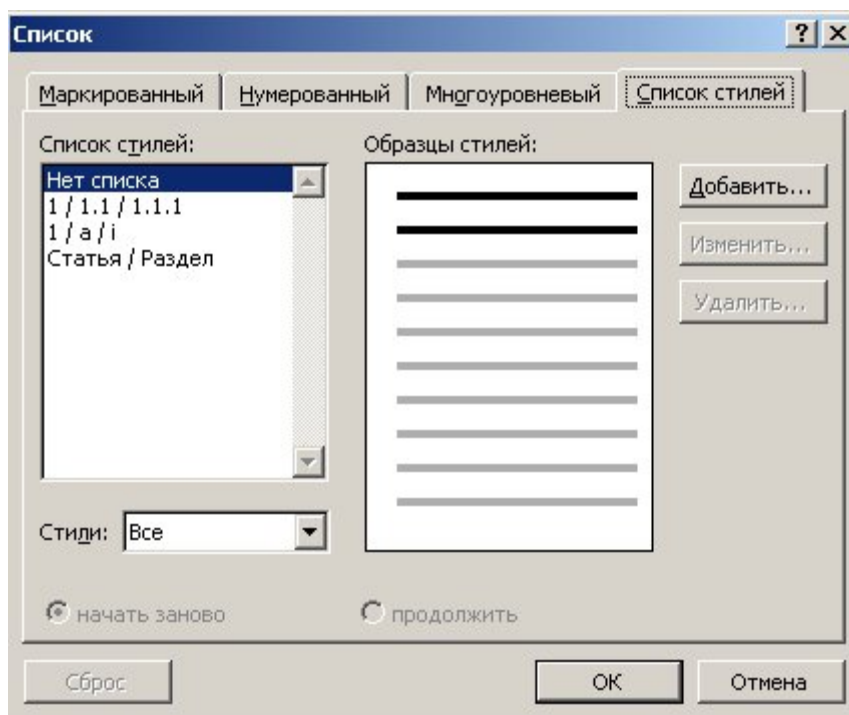 Список
Маркированный Нумерованный Многоуровневый Список стилей
Список стилей: Образцы стилей:
Нет списка
1 / 1.1 / 1.1.1
1 / a / i
Статья / Раздел
Добавить...
Изменить...
Удалить...
Стили: Все
начать заново продолжить
Сброс ОК Отмена